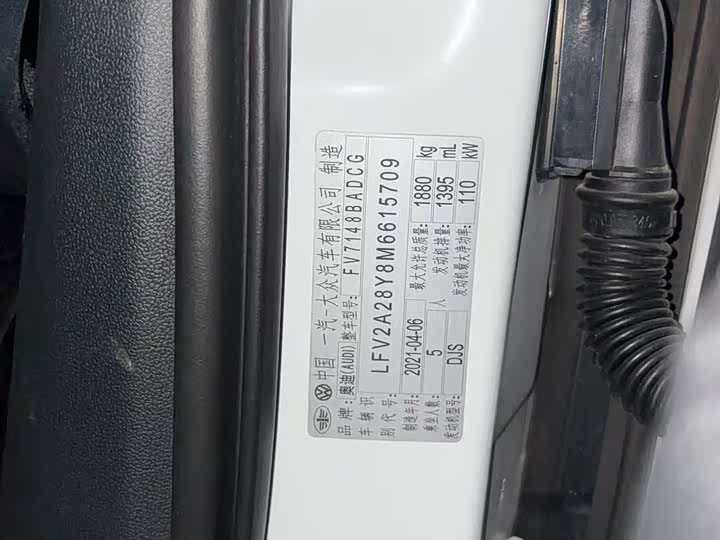 中国 一汽-大众汽车有限公司 制造
品牌: 奥迪(AUDI) 整车型号: FV7148BADCG
车辆识别代号: LFV2A28Y8M6615709
制造年月: 2021-04-06 最大允许总质量: 1880 kg
乘坐人数: 5 人 发动机排量: 1395 mL
发动机型号: DJS 发动机最大净功率: 110 kW